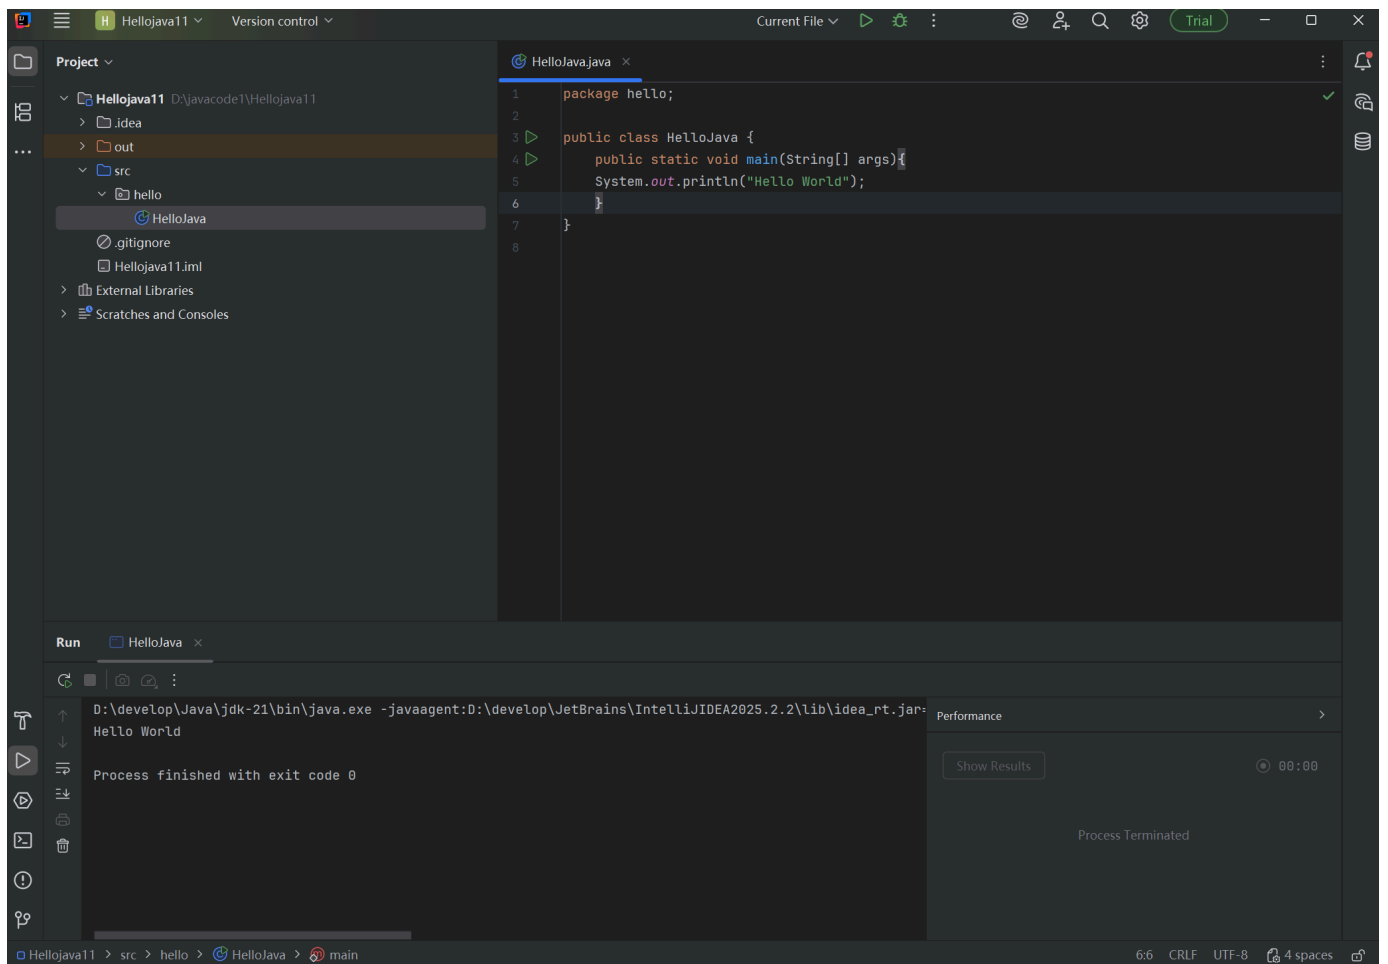 H Hellojava11 Version control Current File Trial
Project
HelloJava.java
Hellojava11 D:\javacode1\Hellojava11
.idea
out
src
hello
HelloJava
.gitignore
Hellojava11.iml
External Libraries
Scratches and Consoles
1 package hello;
2
3 public class HelloJava {
4     public static void main(String[] args){
5     System.out.println("Hello World");
6     }
7 }
8
Run HelloJava
D:\develop\Java\jdk-21\bin\java.exe -javaagent:D:\develop\JetBrains\IntelliJIDEA2025.2.2\lib\idea_rt.jar=
Hello World
Process finished with exit code 0
Performance
Show Results 00:00
Process Terminated
Hellojava11 > src > hello > HelloJava > main 6:6 CRLF UTF-8 4 spaces